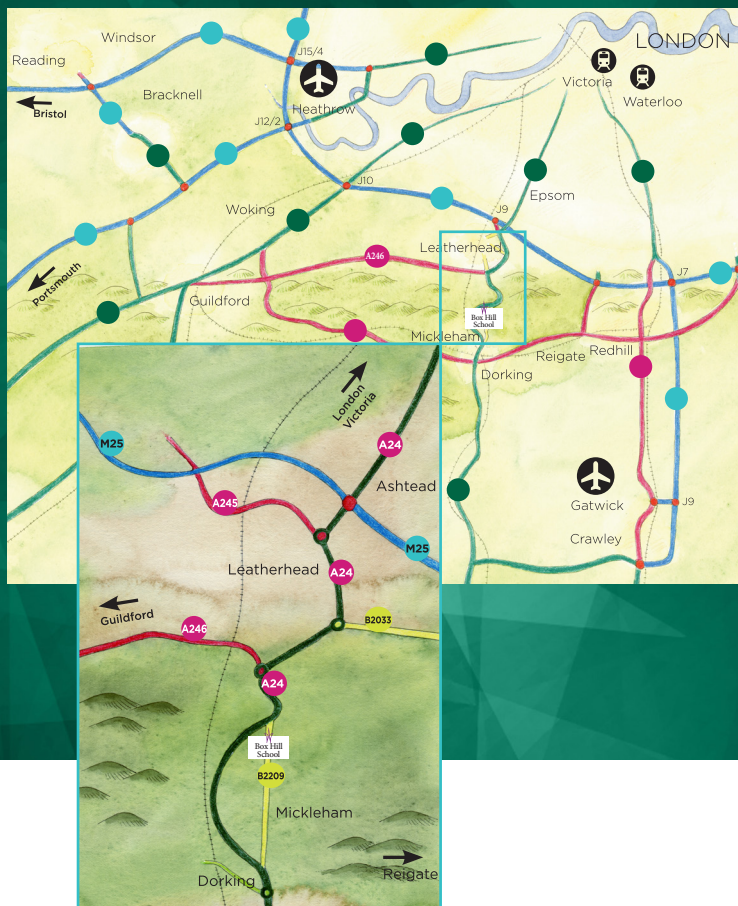 LONDON
Windsor
J15/4
Reading
Victoria
Bracknell
Waterloo
Heathrow
Bristol
J12/2
J10
Epsom
Woking
J9
Leatherhead
A246
Portsmouth
J7
Guildford
Box Hill
School
Mickleham
Reigate
Redhill
Dorking
Gatwick
J9
Crawley
London
Victoria
M25
A24
Ashtead
A245
M25
Leatherhead
A24
Guildford
A246
B2033
A24
Box Hill
School
B2209
Mickleham
Reigate
Dorking